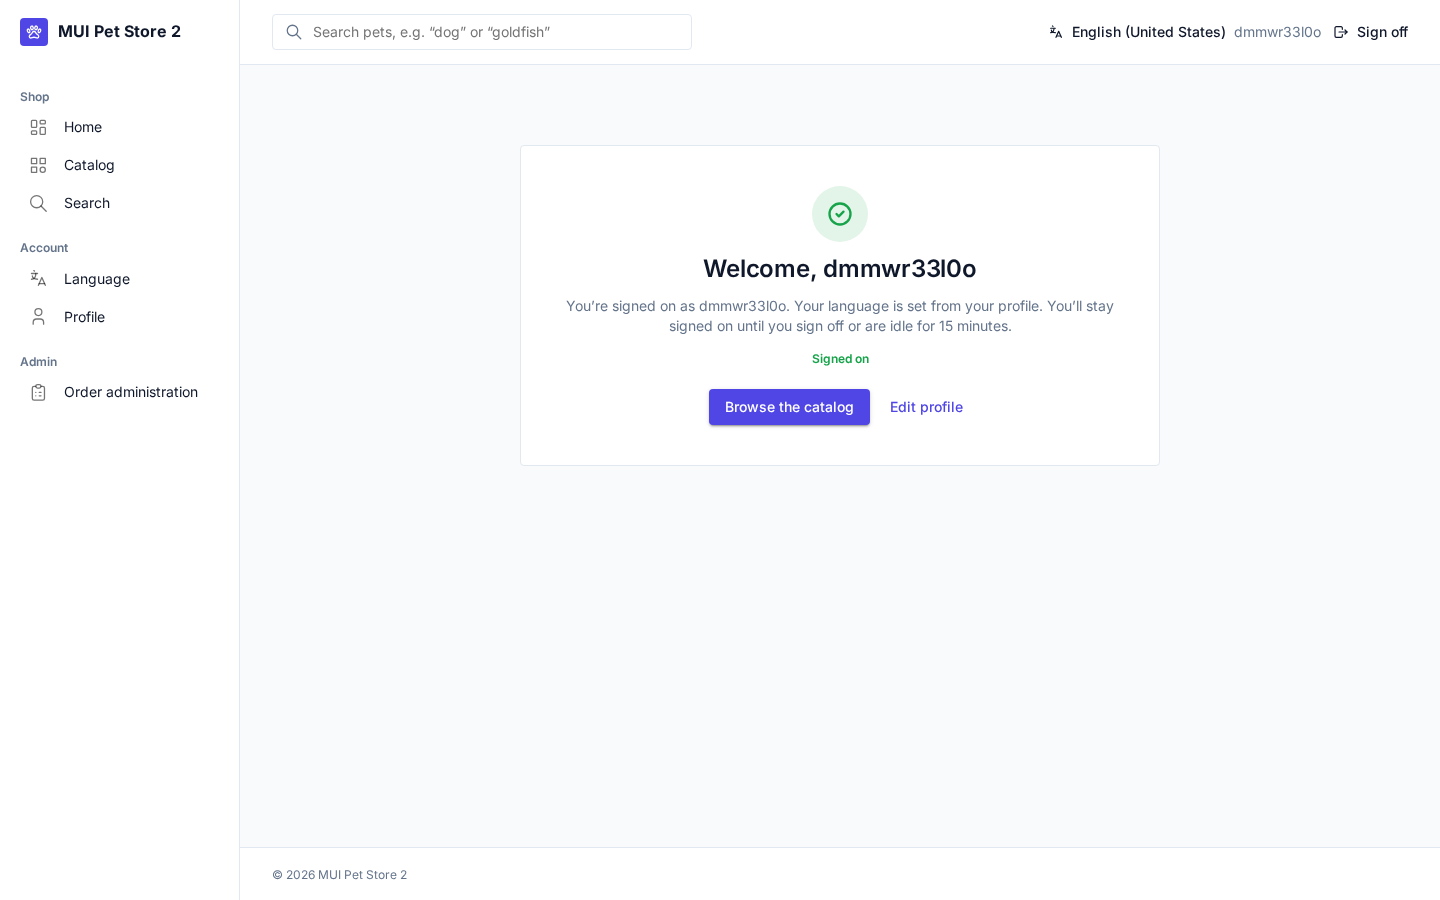 MUI Pet Store 2
Search pets, e.g. “dog” or “goldfish”
English (United States)
dmmwr33l0o
Sign off
Shop
Home
Catalog
Search
Account
Language
Profile
Admin
Order administration
Welcome, dmmwr33l0o
You’re signed on as dmmwr33l0o. Your language is set from your profile. You’ll stay
signed on until you sign off or are idle for 15 minutes.
Signed on
Browse the catalog
Edit profile
© 2026 MUI Pet Store 2